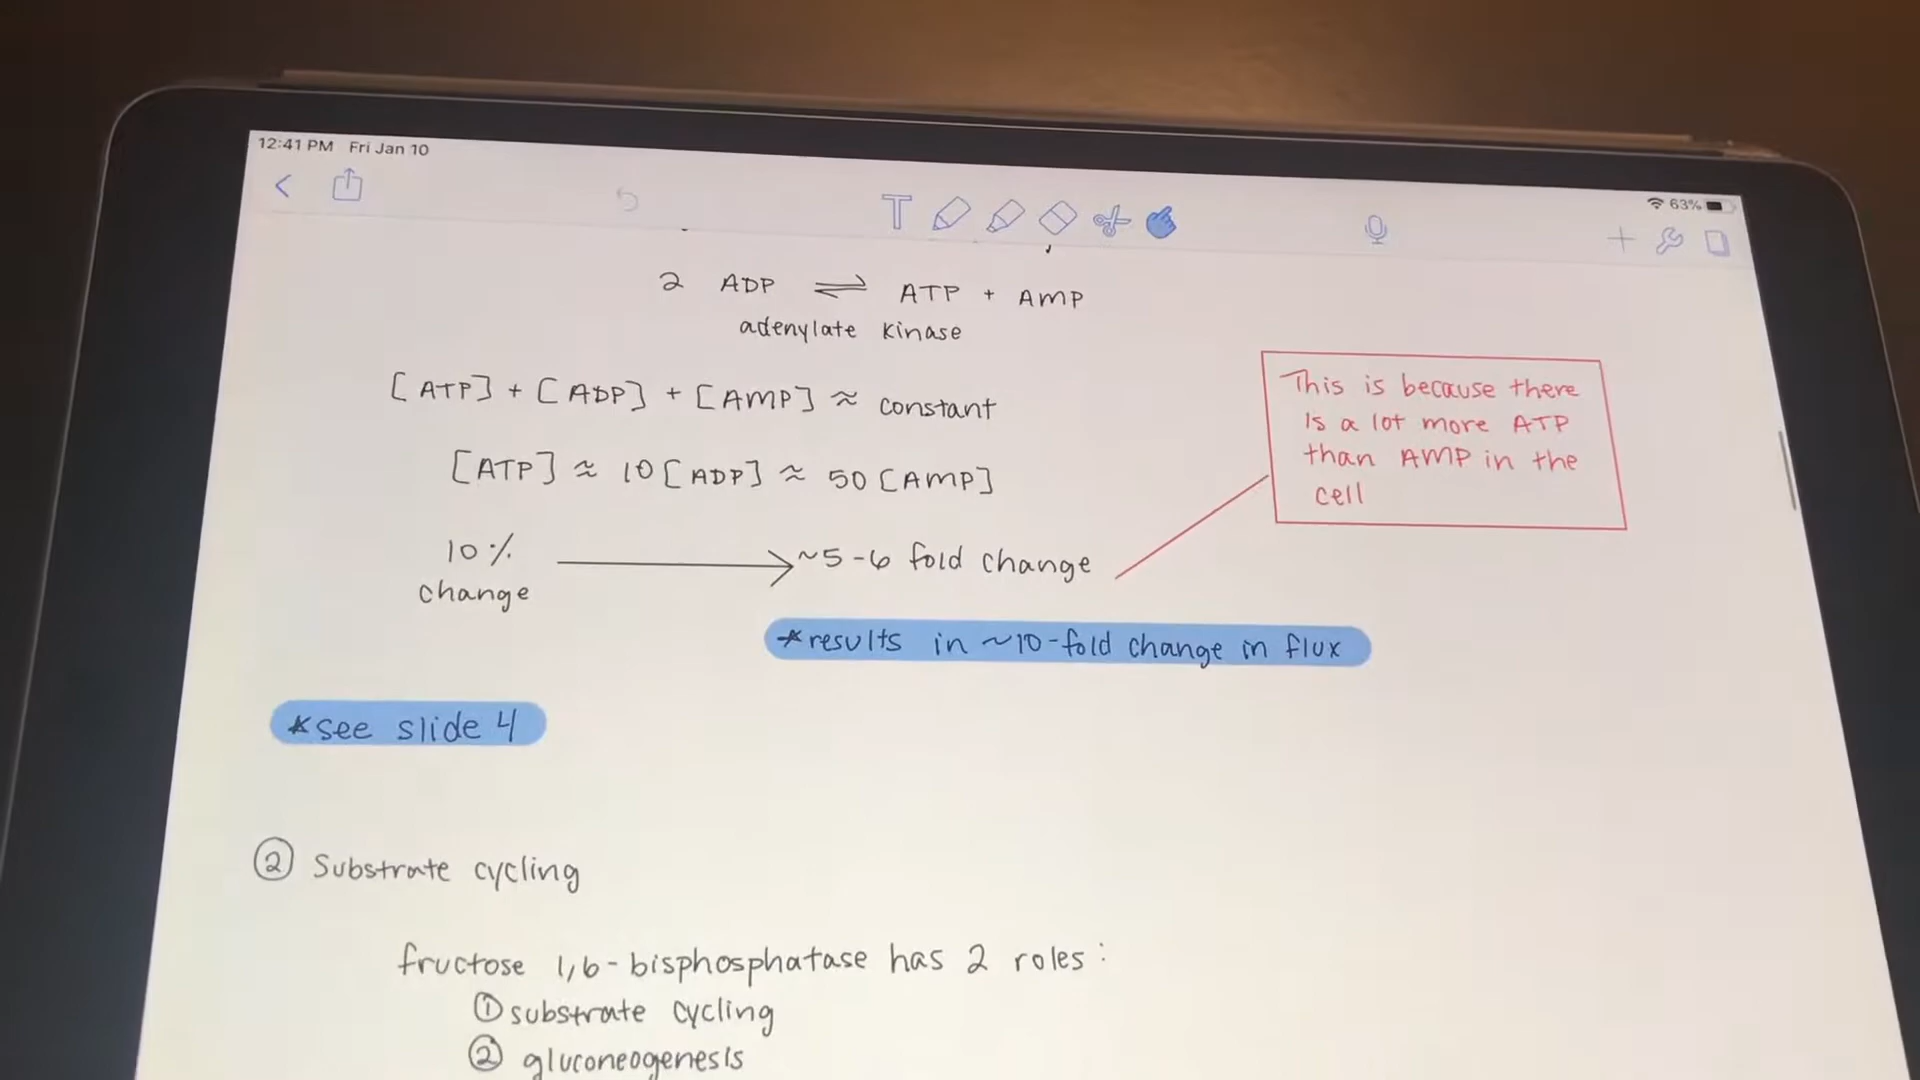 12:41 PM Fri Jan 10
63%
T
2 ADP ⇌ ATP + AMP
adenylate kinase
[ATP] + [ADP] + [AMP] ≈ constant
[ATP] ≈ 10[ADP] ≈ 50[AMP]
10% change → ~5-6 fold change
This is because there
is a lot more ATP
than AMP in the
cell
*results in ~10-fold change in flux
*see slide 4
② Substrate cycling
fructose 1,6-bisphosphatase has 2 roles:
① substrate cycling
② gluconeogenesis